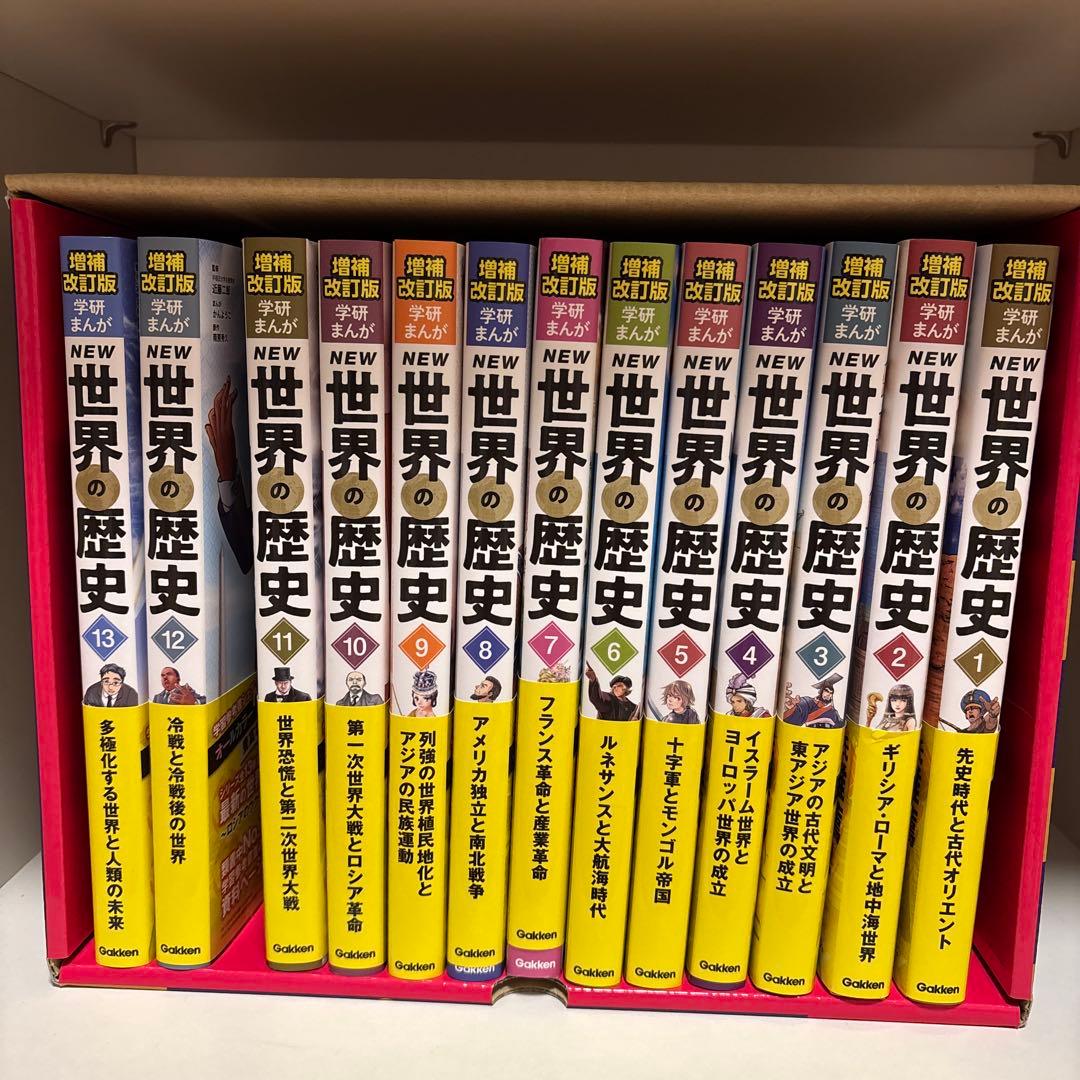 増補
改訂版
学研
まんが
NEW
世界の歴史
13
多極化する世界と人類の未来
Gakken
増補
改訂版
学研
まんが
NEW
世界の歴史
12
冷戦と冷戦後の世界
Gakken
近藤二郎
増補
改訂版
学研
まんが
NEW
世界の歴史
11
世界恐慌と第二次世界大戦
Gakken
増補
改訂版
学研
まんが
NEW
世界の歴史
10
第一次世界大戦とロシア革命
Gakken
増補
改訂版
学研
まんが
NEW
世界の歴史
9
列強の世界植民地化と
アジアの民族運動
Gakken
増補
改訂版
学研
まんが
NEW
世界の歴史
8
アメリカ独立と南北戦争
Gakken
Gakken
増補
改訂版
学研
まんが
NEW
世界の歴史
7
フランス革命と産業革命
Gakken
Gakken
増補
改訂版
学研
まんが
NEW
世界の歴史
6
ルネサンスと大航海時代
Gakken
増補
改訂版
学研
まんが
NEW
世界の歴史
5
十字軍とモンゴル帝国
Gakken
増補
改訂版
学研
まんが
NEW
世界の歴史
4
イスラーム世界と
ヨーロッパ世界の成立
Gakken
増補
改訂版
学研
まんが
NEW
世界の歴史
3
アジアの古代文明と
東アジア世界の成立
Gakken
増補
改訂版
学研
まんが
NEW
世界の歴史
2
ギリシア・ローマと地中海世界
Gakken
増補
改訂版
学研
まんが
NEW
世界の歴史
1
先史時代と古代オリエント
Gakken